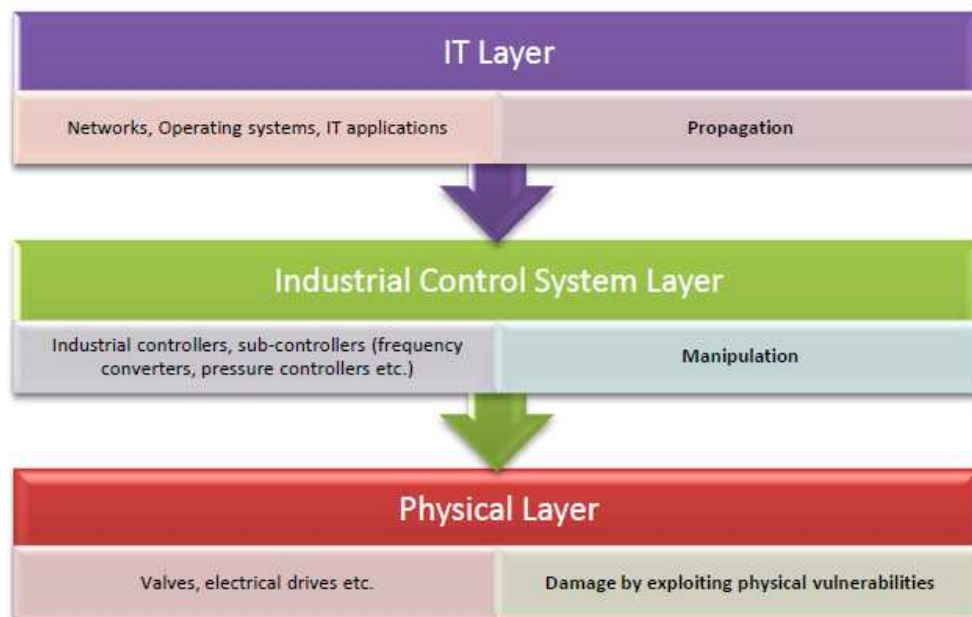 IT Layer
Networks, Operating systems, IT applications
Propagation
Industrial Control System Layer
Industrial controllers, sub-controllers (frequency
converters, pressure controllers etc.)
Manipulation
Physical Layer
Valves, electrical drives etc.
Damage by exploiting physical vulnerabilities